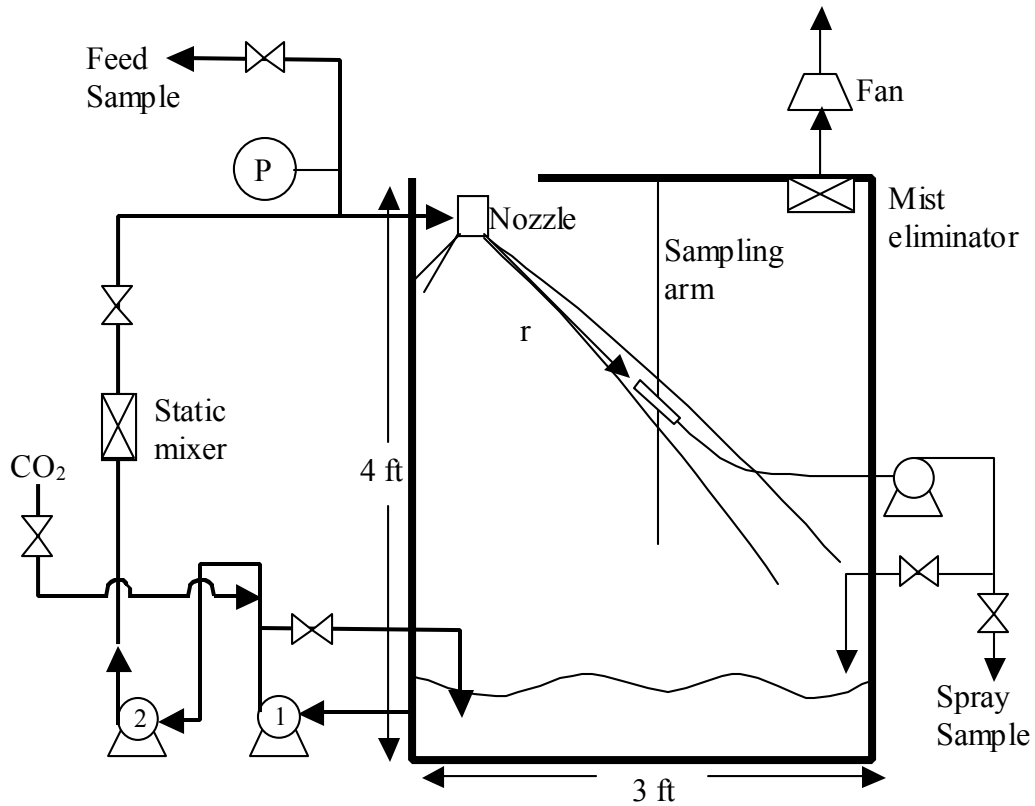 Feed
Sample
Fan
P
Nozzle
Mist
eliminator
Sampling
arm
r
Static
mixer
CO₂
4 ft
2
1
Spray
Sample
3 ft